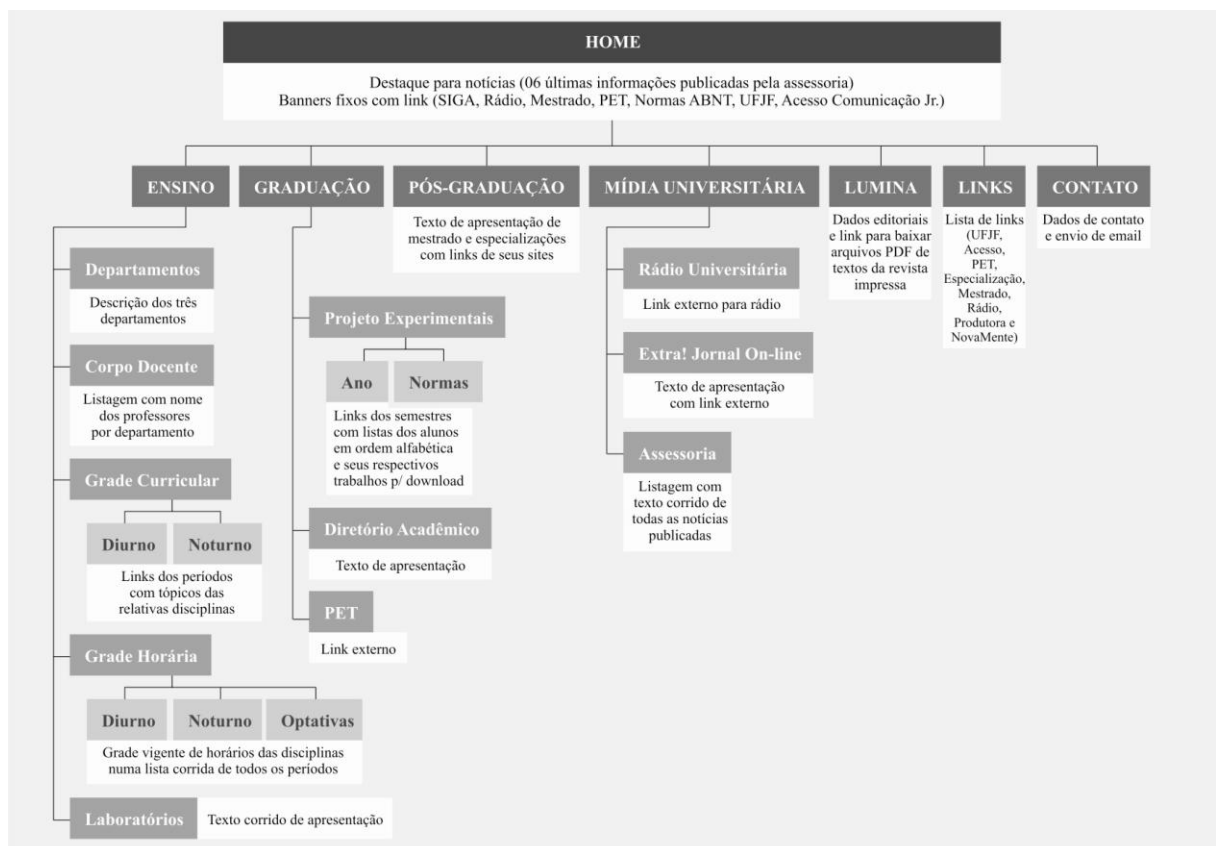 HOME
Destaque para notícias (06 últimas informações publicadas pela assessoria)
Banners fixos com link (SIGA, Rádio, Mestrado, PET, Normas ABNT, UFJF, Acesso Comunicação Jr.)
ENSINO
Departamentos
Descrição dos três
departamentos
Corpo Docente
Listagem com nome
dos professores
por departamento
Grade Curricular
Diurno
Noturno
Links dos períodos
com tópicos das
relativas disciplinas
Grade Horária
Diurno
Noturno
Optativas
Grade vigente de horários das disciplinas
numa lista corrida de todos os períodos
Laboratórios
Texto corrido de apresentação
GRADUAÇÃO
Projeto Experimentais
Ano
Normas
Links dos semestres
com listas dos alunos
em ordem alfabética
e seus respectivos
trabalhos p/ download
Diretório Acadêmico
Texto de apresentação
PET
Link externo
PÓS-GRADUAÇÃO
Texto de apresentação de
mestrado e especializações
com links de seus sites
MÍDIA UNIVERSITÁRIA
Rádio Universitária
Link externo para rádio
Extra! Jornal On-line
Texto de apresentação
com link externo
Assessoria
Listagem com
texto corrido de
todas as notícias
publicadas
LUMINA
Dados editoriais
e link para baixar
arquivos PDF de
textos da revista
impressa
LINKS
Lista de links
(UFJF,
Acesso,
PET,
Especialização,
Mestrado,
Rádio,
Produtora e
NovaMente)
CONTATO
Dados de contato
e envio de email